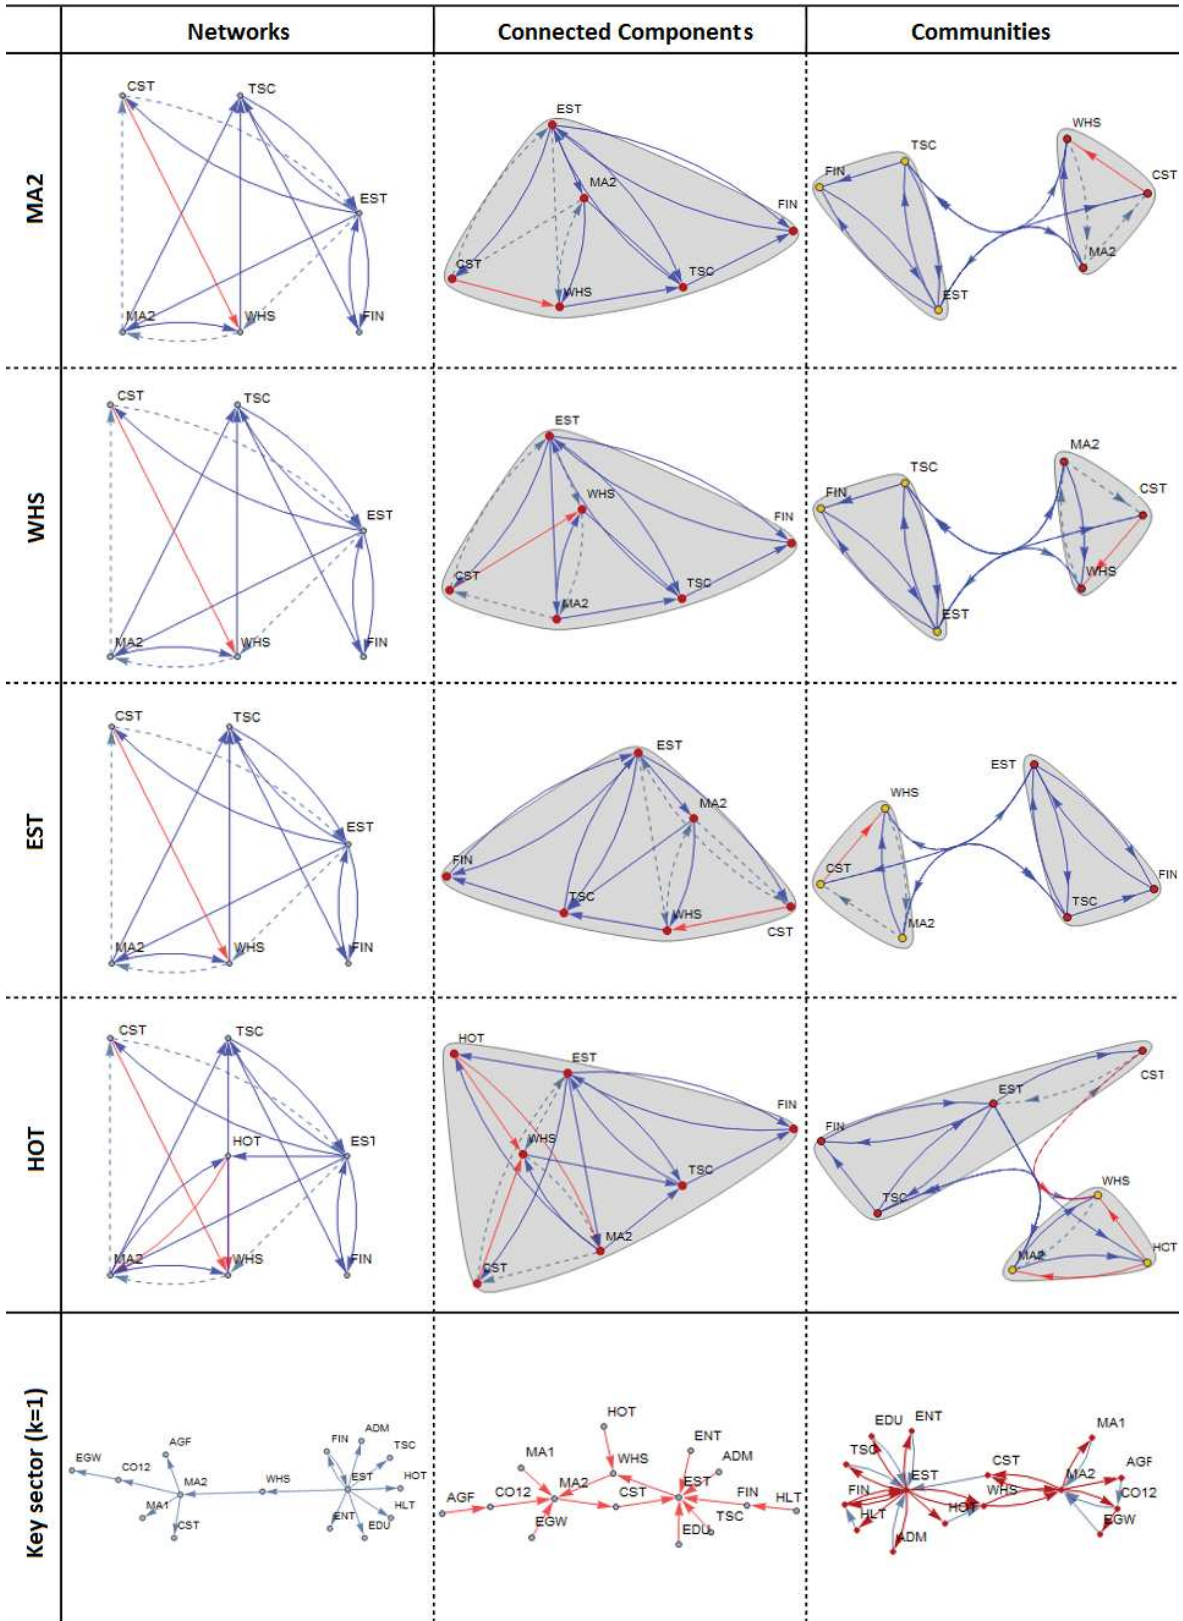 Networks Connected Components Communities
MA2
CST TSC EST MA2 WHS FIN
EST MA2 FIN CST TSC WHS
WHS TSC FIN CST MA2 EST
WHS
CST TSC EST MA2 WHS FIN
EST WHS FIN CST TSC MA2
MA2 TSC CST FIN WHS EST
EST
CST TSC EST MA2 WHS FIN
EST MA2 FIN TSC WHS CST
EST WHS CST FIN TSC MA2
HOT
CST TSC HOT EST MA2 WHS FIN
HOT EST FIN WHS TSC MA2 CST
CST EST FIN WHS TSC MA2 HOT
Key sector (k=1)
ADM FIN AGF TSC EGW CO12 WHS EST HOT MA2 MA1 HLT ENT EDU CST
HOT ENT MA1 WHS ADM MA2 EST CO12 FIN AGF CST HLT TSC EGW EDU
ENT EDU MA1 TSC CST EST MA2 AGF WHS FIN CO12 HOT HLT EGW ADM